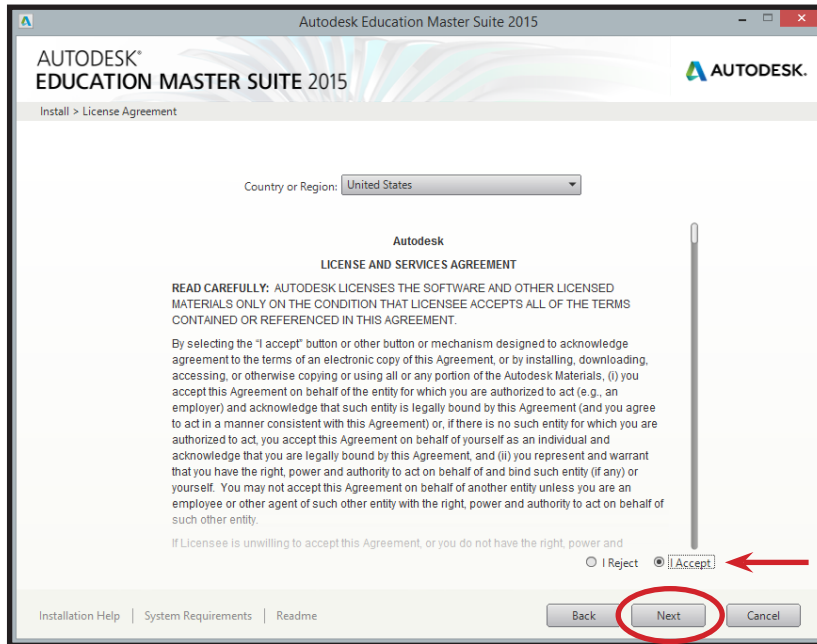 Autodesk Education Master Suite 2015
AUTODESK®
EDUCATION MASTER SUITE 2015
AUTODESK.
Install > License Agreement
Country or Region: United States
Autodesk
LICENSE AND SERVICES AGREEMENT
READ CAREFULLY: AUTODESK LICENSES THE SOFTWARE AND OTHER LICENSED
MATERIALS ONLY ON THE CONDITION THAT LICENSEE ACCEPTS ALL OF THE TERMS
CONTAINED OR REFERENCED IN THIS AGREEMENT.
By selecting the “I accept” button or other button or mechanism designed to acknowledge
agreement to the terms of an electronic copy of this Agreement, or by installing, downloading,
accessing, or otherwise copying or using all or any portion of the Autodesk Materials, (i) you
accept this Agreement on behalf of the entity for which you are authorized to act (e.g., an
employer) and acknowledge that such entity is legally bound by this Agreement (and you agree
to act in a manner consistent with this Agreement) or, if there is no such entity for which you are
authorized to act, you accept this Agreement on behalf of yourself as an individual and
acknowledge that you are legally bound by this Agreement, and (ii) you represent and warrant
that you have the right, power and authority to act on behalf of and bind such entity (if any) or
yourself. You may not accept this Agreement on behalf of another entity unless you are an
employee or other agent of such other entity with the right, power and authority to act on behalf of
such other entity.
If Licensee is unwilling to accept this Agreement, or you do not have the right, power and
I Reject I Accept
Installation Help | System Requirements | Readme Back Next Cancel